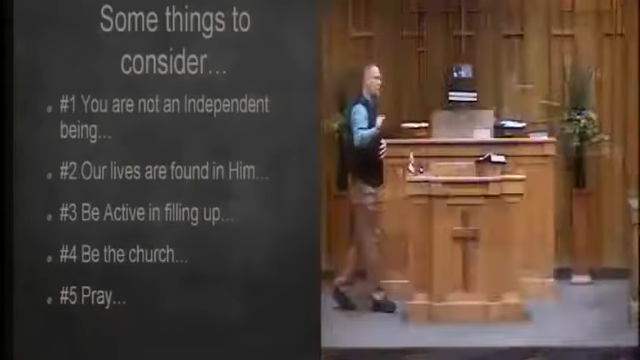 Some things to
consider...
#1 You are not an Independent
being...
#2 Our lives are found in Him...
#3 Be Active in filling up...
#4 Be the church...
#5 Pray...